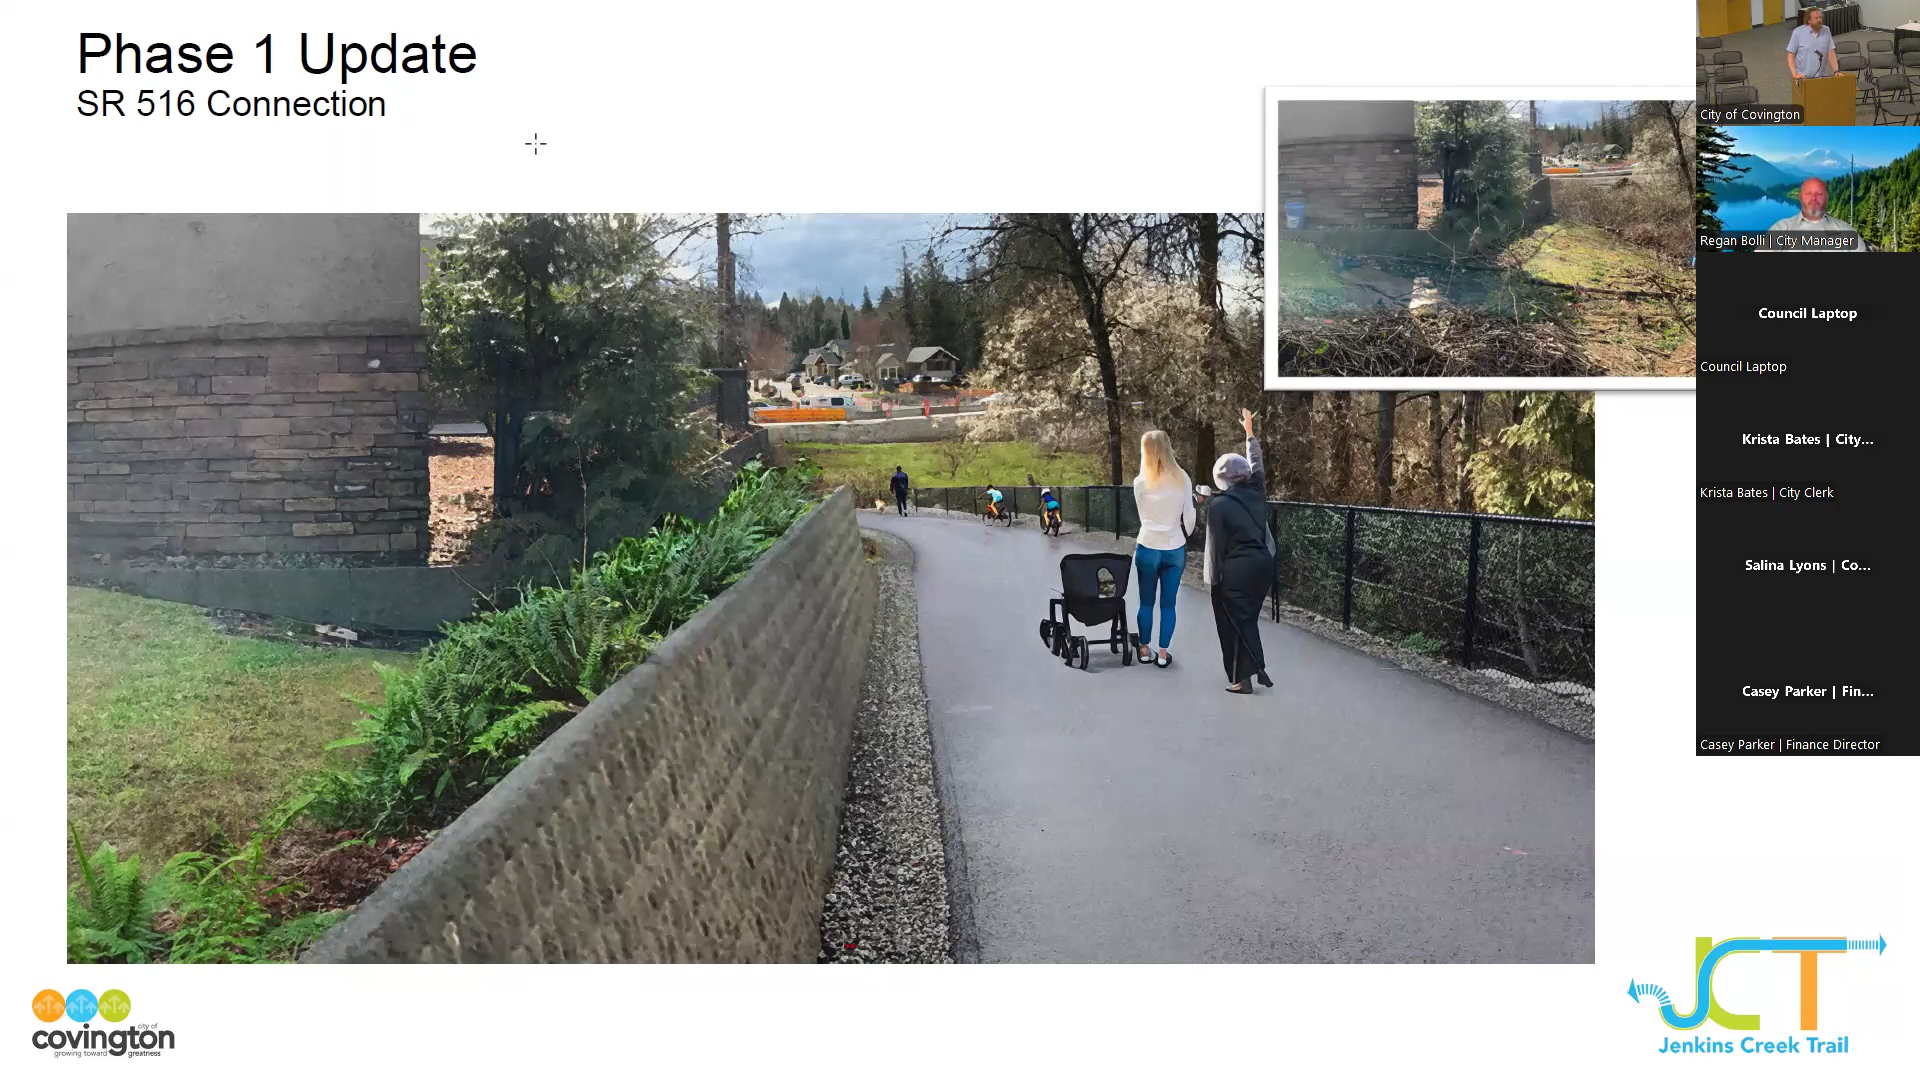 Phase 1 Update
SR 516 Connection
City of Covington
Regan Bolli | City Manager
Council Laptop
Council Laptop
Krista Bates | City...
Krista Bates | City Clerk
Salina Lyons | Co...
Casey Parker | Fin...
Casey Parker | Finance Director
city of
covington
growing toward greatness
JCT
Jenkins Creek Trail